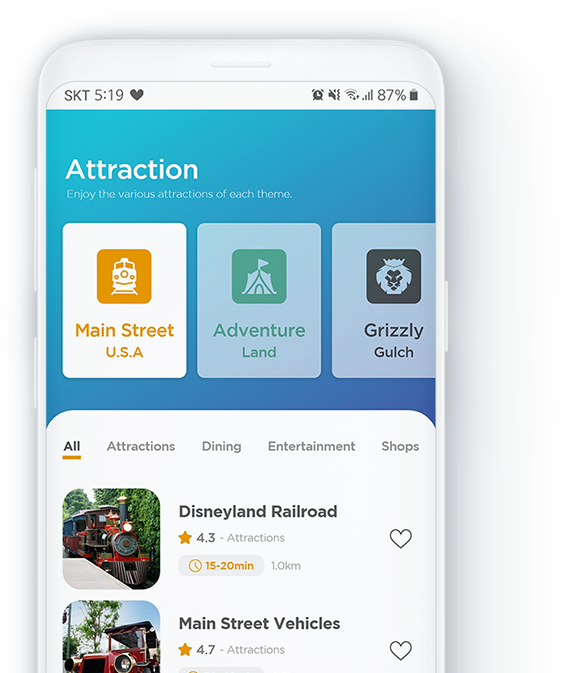 SKT 5:19 87%
Attraction
Enjoy the various attractions of each theme.
Main Street
U.S.A
Adventure
Land
Grizzly
Gulch
All Attractions Dining Entertainment Shops
Disneyland Railroad
4.3 - Attractions
15-20min 1.0km
Main Street Vehicles
4.7 - Attractions